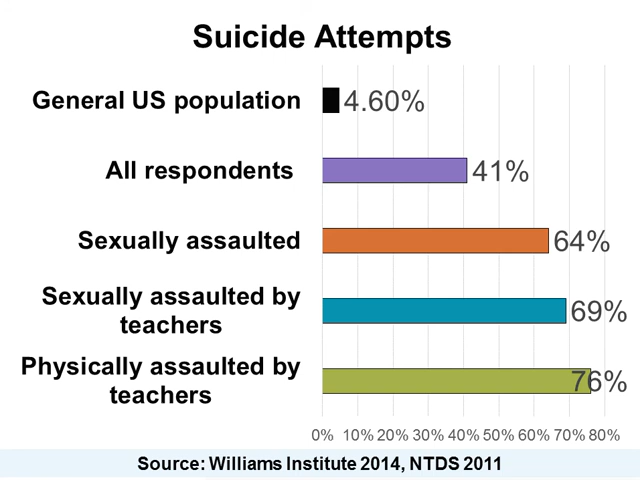 Suicide Attempts
General US population
4.60%
All respondents
41%
Sexually assaulted
64%
Sexually assaulted by
teachers
69%
Physically assaulted by
teachers
76%
0% 10% 20% 30% 40% 50% 60% 70% 80%
Source: Williams Institute 2014, NTDS 2011